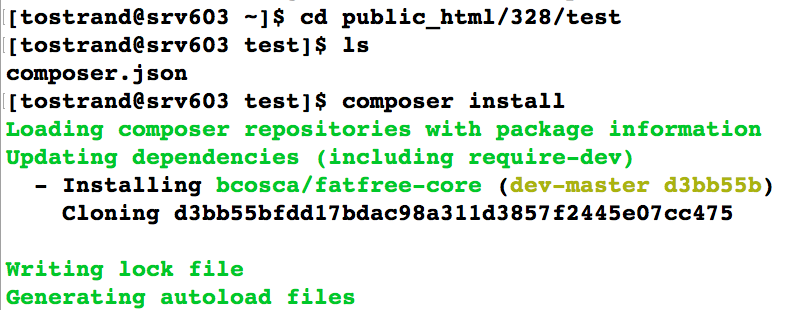 [tostrand@srv603 ~]$ cd public_html/328/test
[tostrand@srv603 test]$ ls
composer.json
[tostrand@srv603 test]$ composer install
Loading composer repositories with package information
Updating dependencies (including require-dev)
  - Installing bcosca/fatfree-core (dev-master d3bb55b)
    Cloning d3bb55bfdd17bdac98a311d3857f2445e07cc475

Writing lock file
Generating autoload files